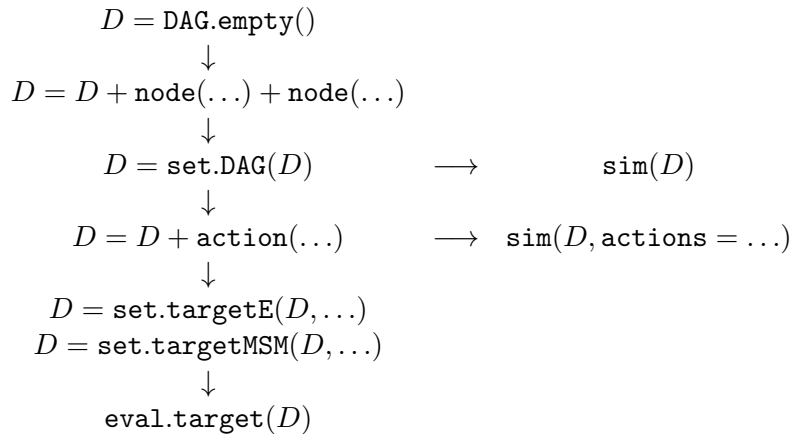 D = DAG.empty()
↓
D = D + node(...) + node(...)
↓
D = set.DAG(D) ⟶ sim(D)
↓
D = D + action(...) ⟶ sim(D, actions = ...)
↓
D = set.targetE(D, ...)
D = set.targetMSM(D, ...)
↓
eval.target(D)